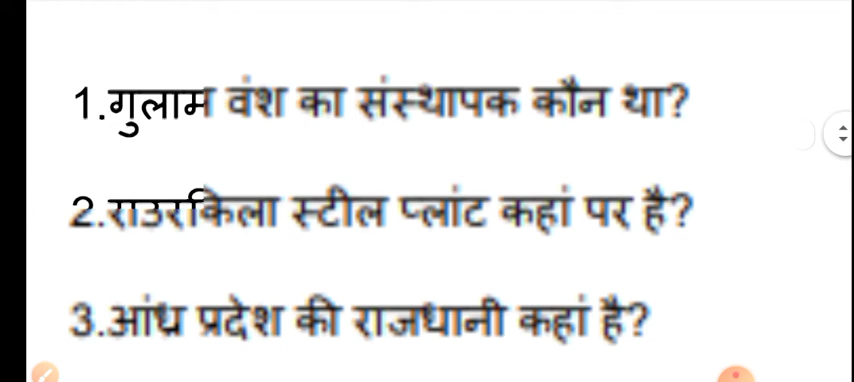 1.गुलाम वंश का संस्थापक कौन था?
2.राउरकिला स्टील प्लांट कहां पर है?
3.आंध्र प्रदेश की राजधानी कहां है?